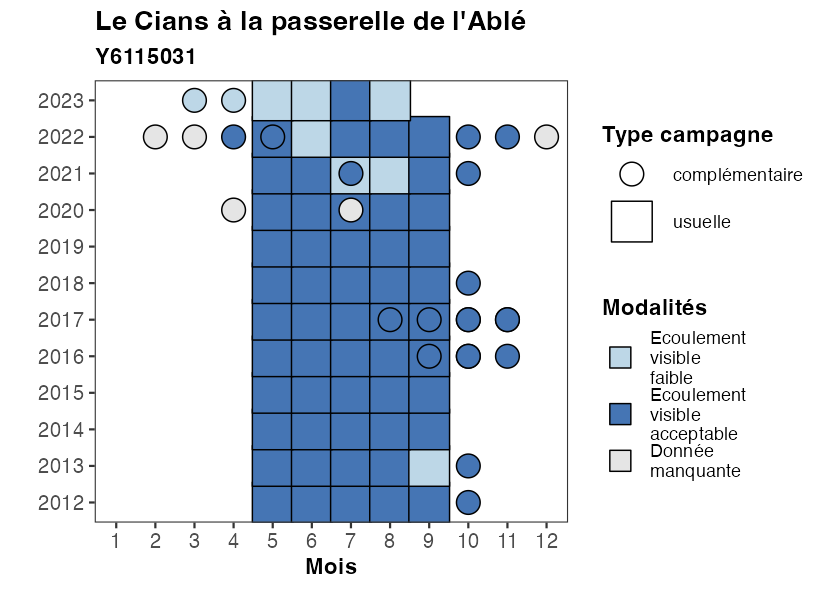 Le Cians à la passerelle de l'Ablé
Y6115031
2023
2022
2021
2020
2019
2018
2017
2016
2015
2014
2013
2012
1 2 3 4 5 6 7 8 9 10 11 12
Mois
Type campagne
complémentaire
usuelle
Modalités
Ecoulement
visible
faible
Ecoulement
visible
acceptable
Donnée
manquante